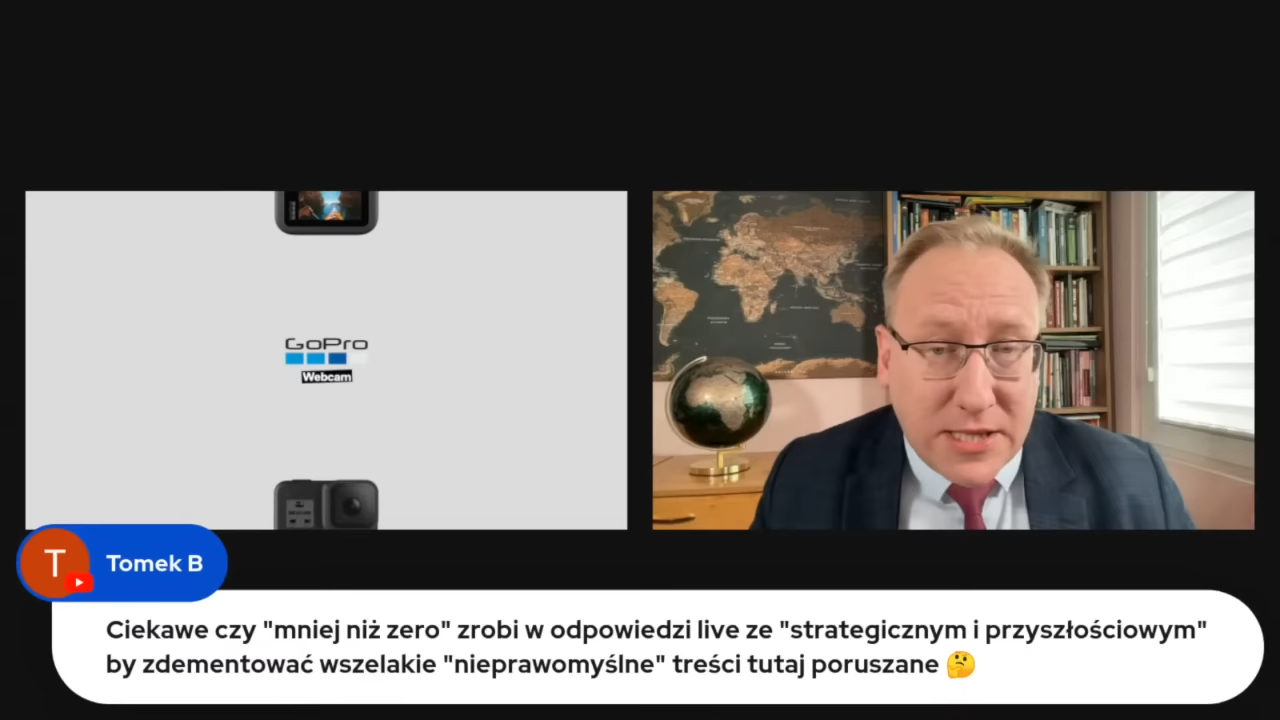 GoPro
Webcam
T
Tomek B
Ciekawe czy "mniej niż zero" zrobi w odpowiedzi live ze "strategicznym i przyszłościowym"
by zdementować wszelakie "nieprawomyślne" treści tutaj poruszane 🤔